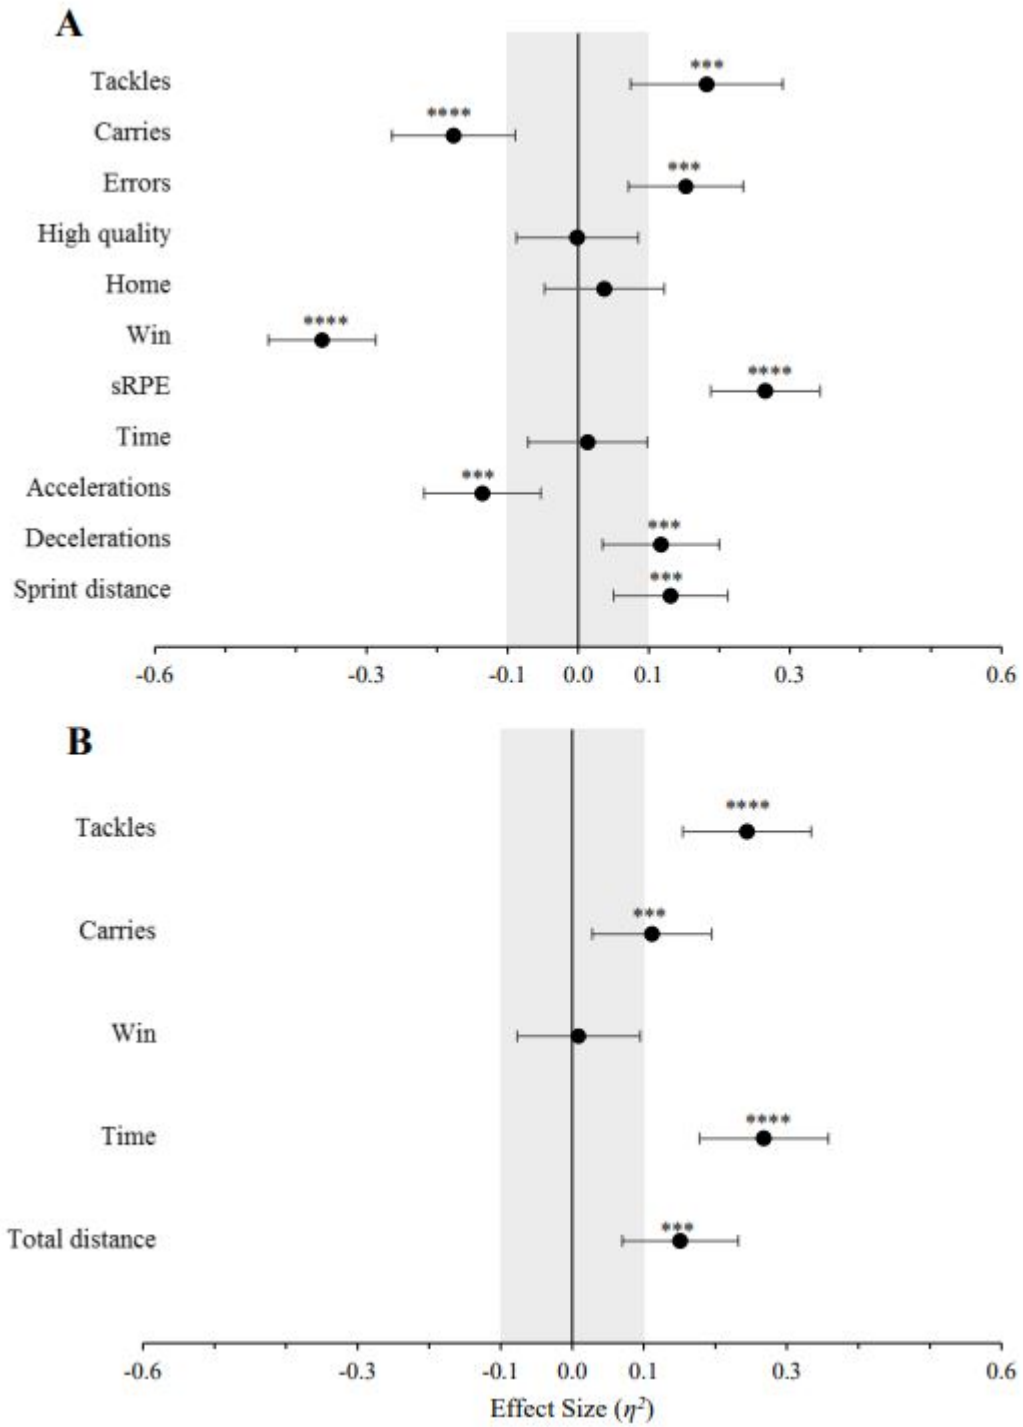 A
Tackles ***
Carries ****
Errors ***
High quality
Home
Win ****
sRPE ****
Time
Accelerations ***
Decelerations ***
Sprint distance ***
-0.6 -0.3 -0.1 0.0 0.1 0.3 0.6
B
Tackles ****
Carries ***
Win
Time ****
Total distance ***
-0.6 -0.3 -0.1 0.0 0.1 0.3 0.6
Effect Size (η²)